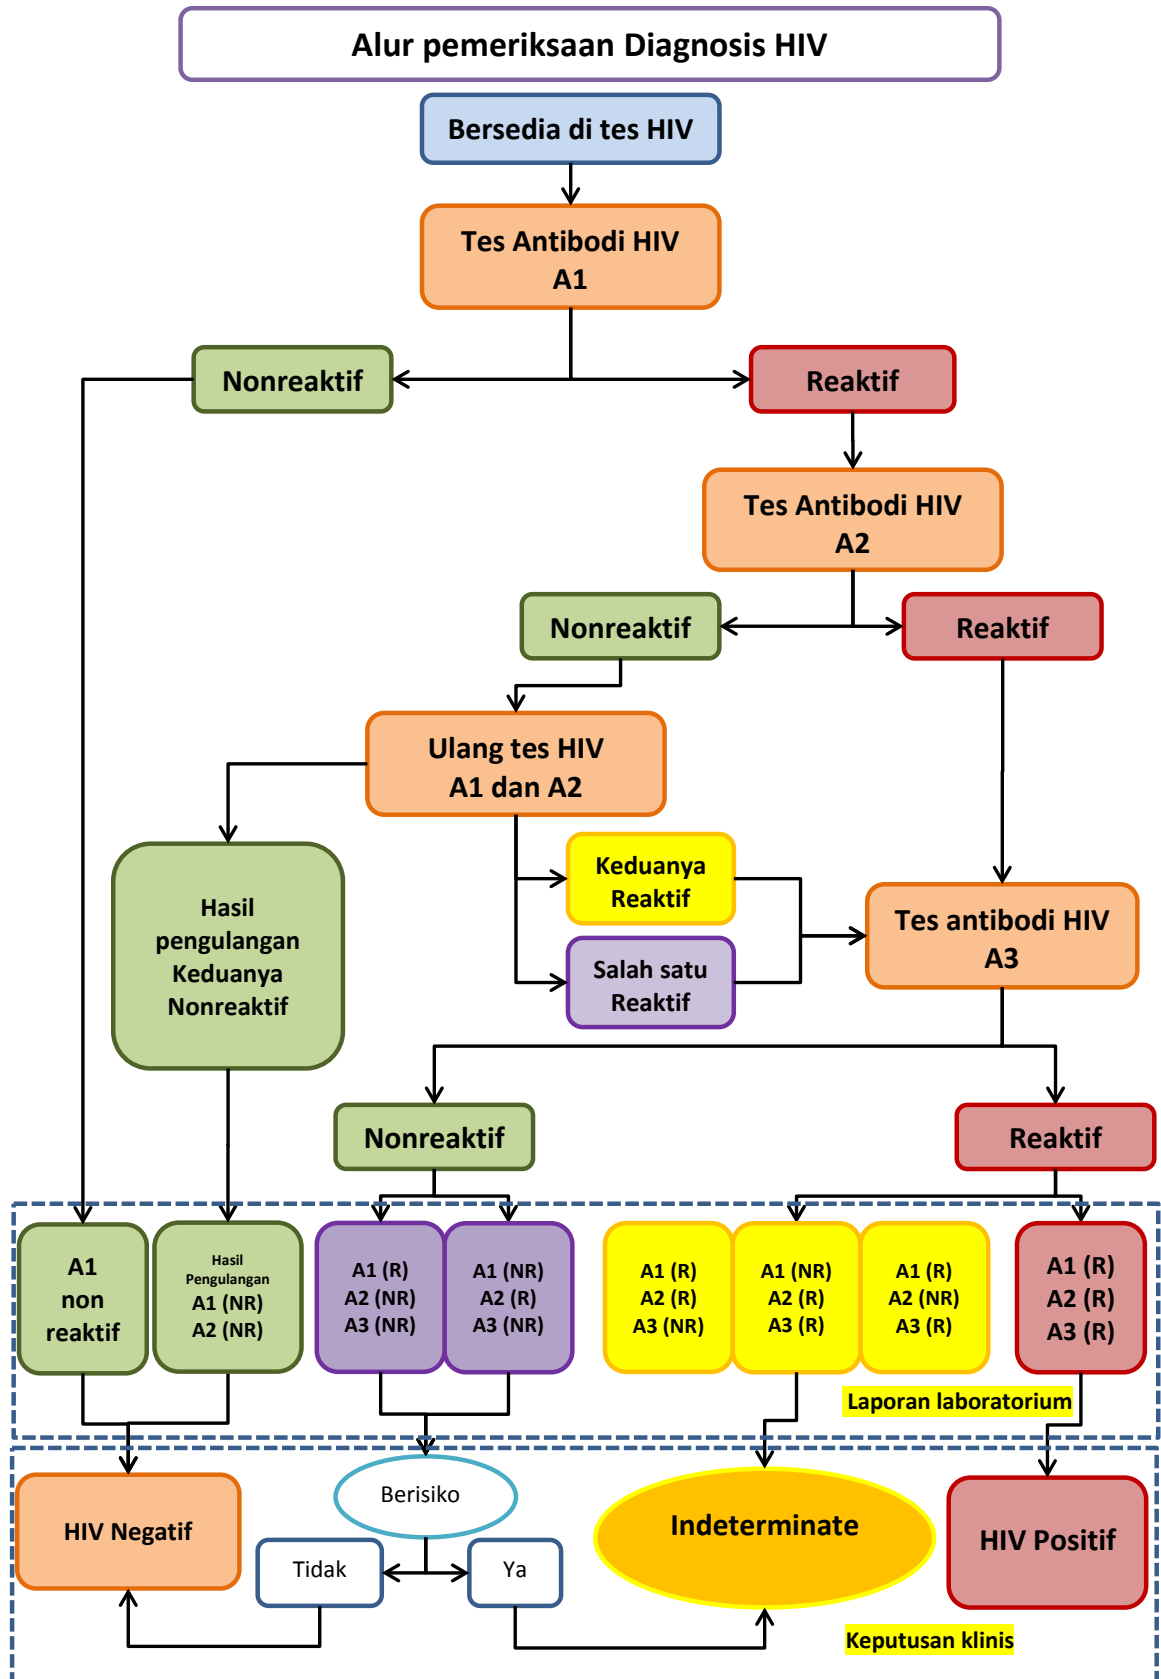 Alur pemeriksaan Diagnosis HIV
Bersedia di tes HIV
Tes Antibodi HIV
A1
Nonreaktif
Reaktif
Tes Antibodi HIV
A2
Nonreaktif
Reaktif
Ulang tes HIV
A1 dan A2
Keduanya
Reaktif
Hasil
pengulangan
Keduanya
Nonreaktif
Tes antibodi HIV
A3
Salah satu
Reaktif
Nonreaktif
Reaktif
A1
non
reaktif
Hasil
Pengulangan
A1 (NR)
A2 (NR)
A1 (R)
A2 (NR)
A3 (NR)
A1 (NR)
A2 (R)
A3 (NR)
A1 (R)
A2 (R)
A3 (NR)
A1 (NR)
A2 (R)
A3 (R)
A1 (R)
A2 (NR)
A3 (R)
A1 (R)
A2 (R)
A3 (R)
Laporan laboratorium
HIV Negatif
Berisiko
Tidak
Ya
Indeterminate
HIV Positif
Keputusan klinis